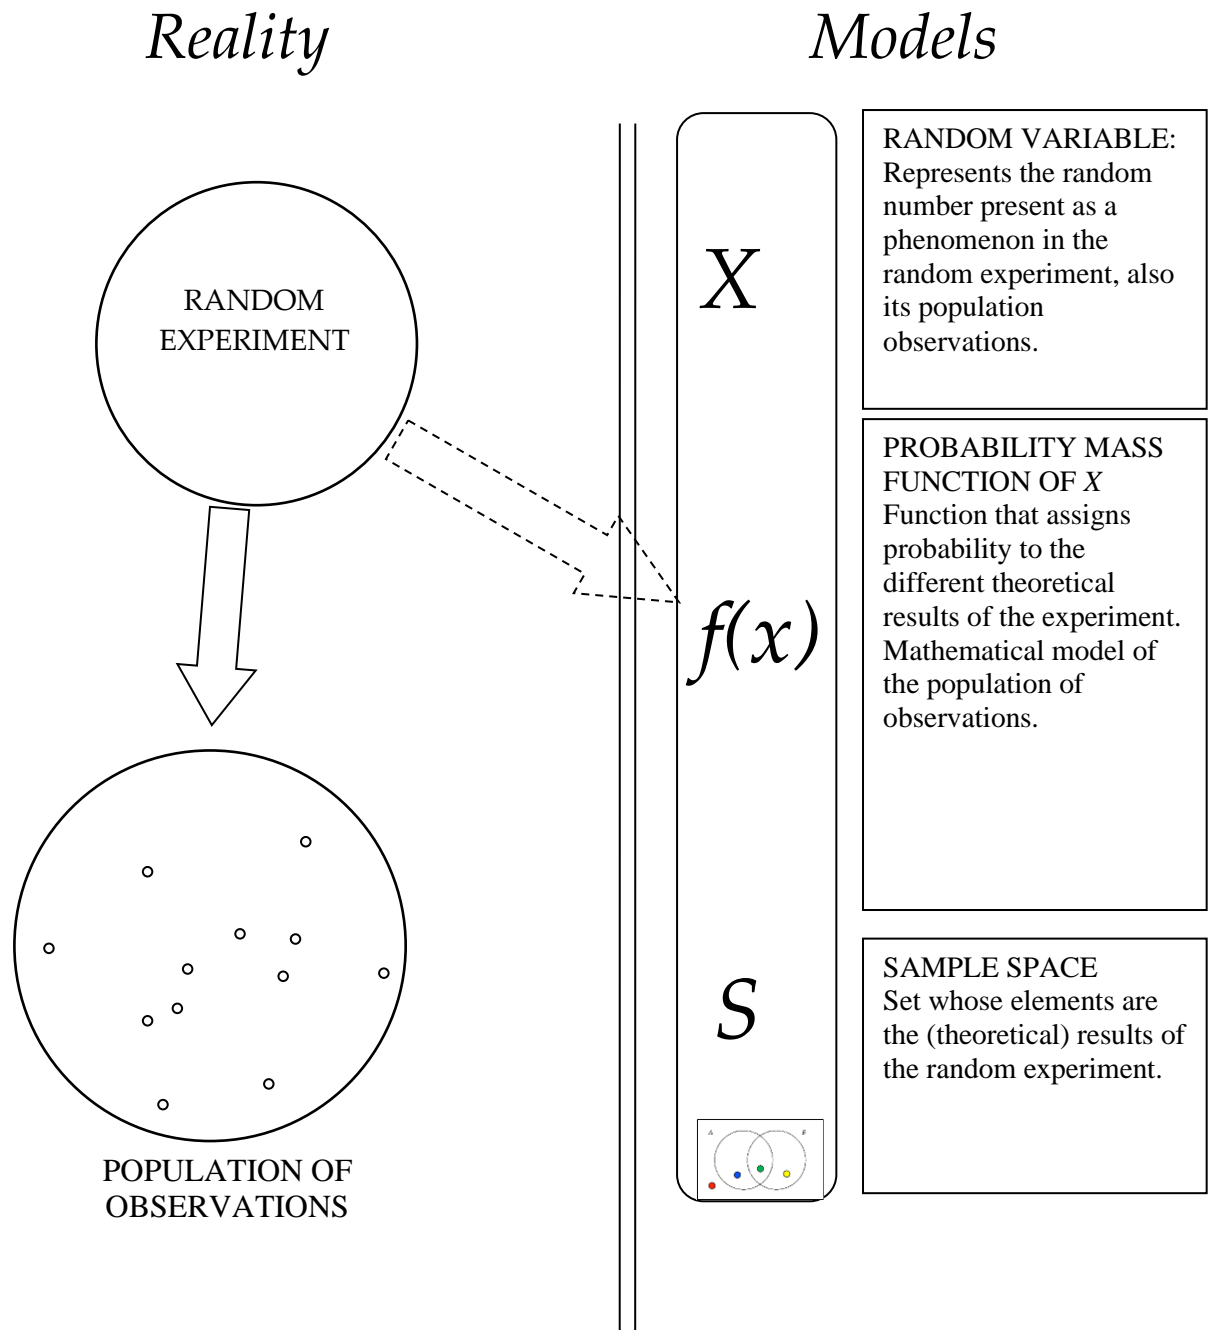 Reality
Models
RANDOM
EXPERIMENT
POPULATION OF
OBSERVATIONS
X
f(x)
S
A
RANDOM VARIABLE:
Represents the random
number present as a
phenomenon in the
random experiment, also
its population
observations.
PROBABILITY MASS
FUNCTION OF X
Function that assigns
probability to the
different theoretical
results of the experiment.
Mathematical model of
the population of
observations.
SAMPLE SPACE
Set whose elements are
the (theoretical) results of
the random experiment.